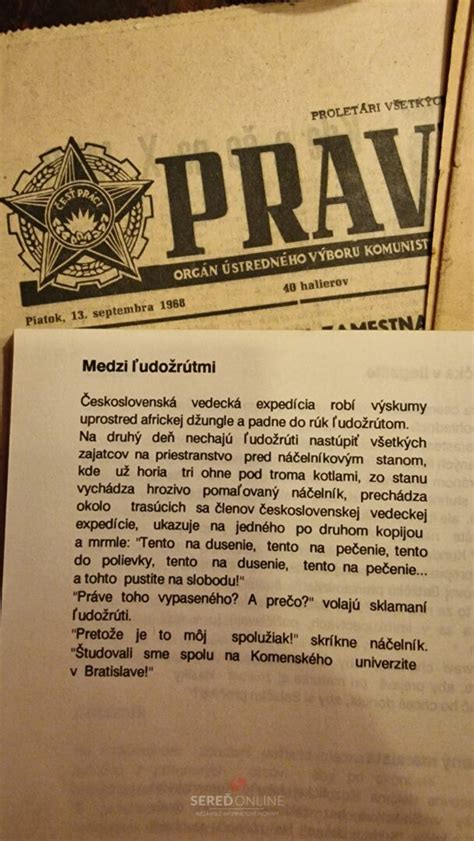 PROLETÁRI VŠETKÝC
ČESŤ PRÁCI
PRAV
ORGÁN ÚSTREDNÉHO VÝBORU KOMUNIST
Piatok, 13. septembra 1968
40 halierov
ZAMESTNA
Medzi ľudožrútmi
Československá vedecká expedícia robí výskumy
uprostred africkej džungle a padne do rúk ľudožrútom.
Na druhý deň nechajú ľudožrúti nastúpiť všetkých
zajatcov na priestranstvo pred náčelníkovým stanom,
kde už horia tri ohne pod troma kotlami, zo stanu
vychádza hrozivo pomaľovaný náčelník, prechádza
okolo trasúcich sa členov československej vedeckej
expedície, ukazuje na jedného po druhom kopijou
a mrmle: "Tento na dusenie, tento na pečenie, tento
do polievky, tento na dusenie, tento na pečenie...
a tohto pustite na slobodu!"
"Práve toho vypaseného? A prečo?" volajú sklamaní
ľudožrúti.
"Pretože je to môj spolužiak!" skríkne náčelník.
"Študovali sme spolu na Komenského univerzite
v Bratislave!"
SEREĎONLINE